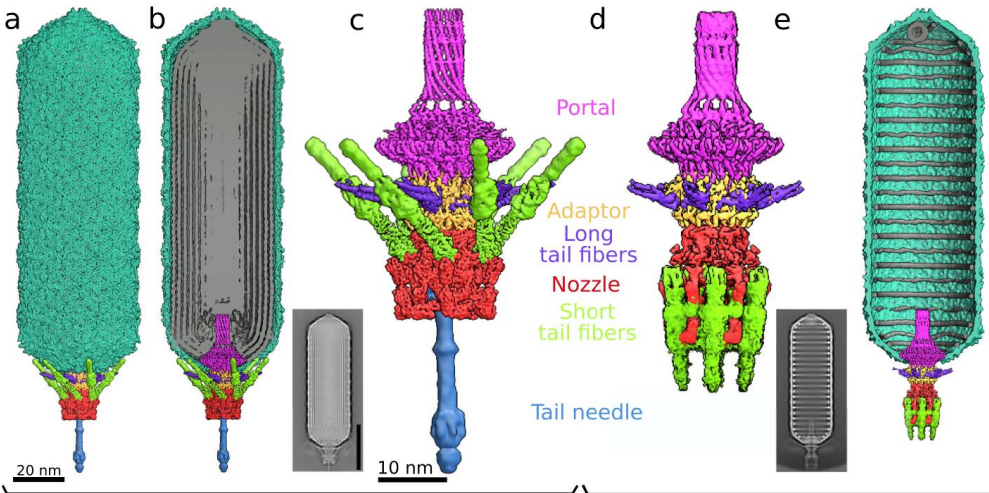 a
b
c
d
e
Portal
Adaptor
Long
tail fibers
Nozzle
Short
tail fibers
Tail needle
20 nm
10 nm